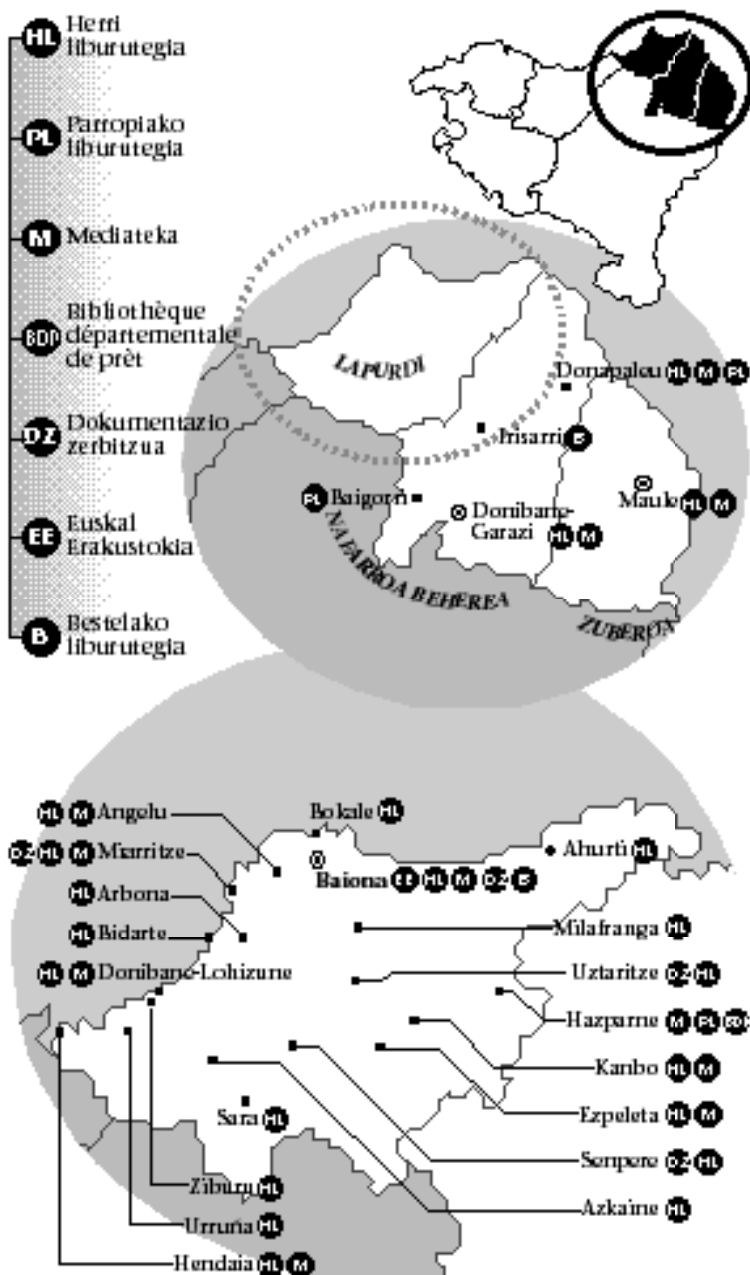 HL Herri
liburutegia
PL Parropiako
liburutegia
M Mediateka
BDP Bibliothèque
départementale
de prèt
DZ Dokumentazio
zerbitzua
EE Euskal
Erakustokia
B Bestelako
liburutegia
LAPURDI
Donapaleu HL M PL
Irisarri B
PL Baigorri
Donibane-
Garazi HL M
Maule HL M
NAFARROA BEHEREA
ZUBEROA
HL M Angelu
Bokale HL
DZ HL M Miarritze
Baiona EE HL M DZ B
Ahurti HL
HL Arbona
HL Bidarte
Milafranga HL
HL M Donibane-Lohizune
Uztaritze DZ HL
Hazparne M PL BDP
Kanbo HL M
Ezpeleta HL M
Sara HL
Senpere DZ HL
Ziburu HL
Azkaine HL
Urruña HL
Hendaia HL M